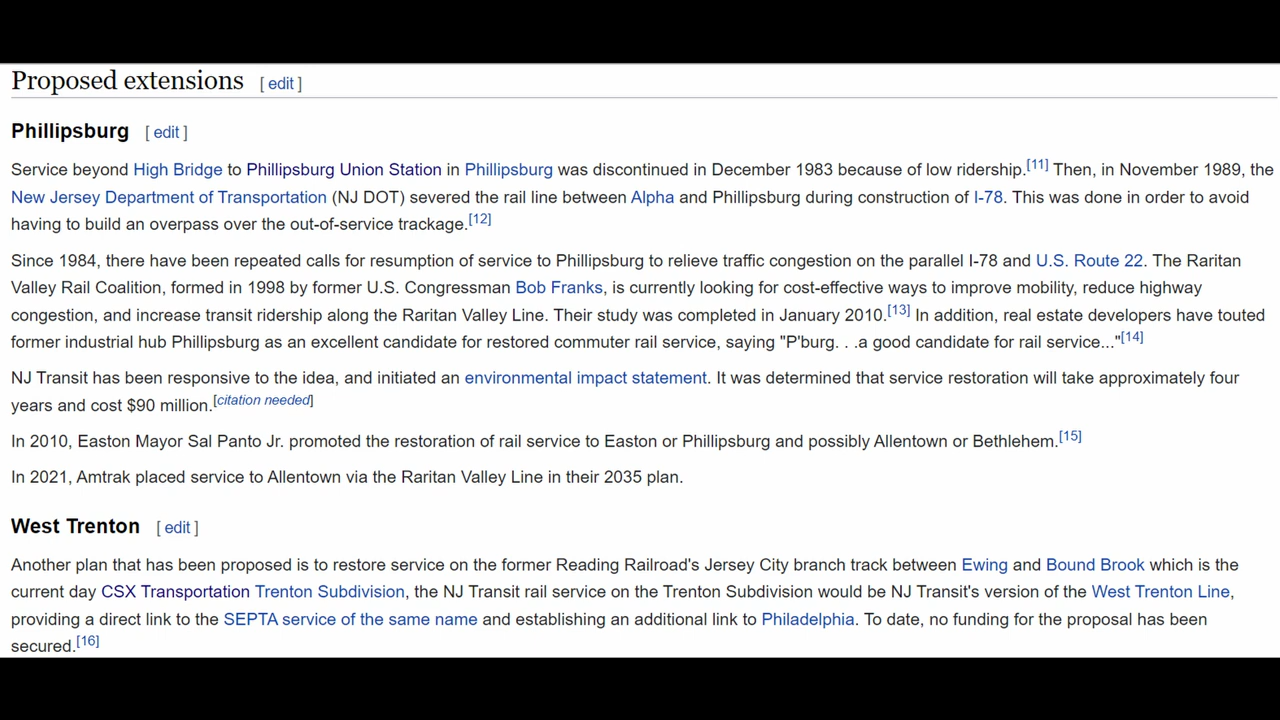 Proposed extensions [ edit ]
Phillipsburg [ edit ]
Service beyond High Bridge to Phillipsburg Union Station in Phillipsburg was discontinued in December 1983 because of low ridership.[11] Then, in November 1989, the
New Jersey Department of Transportation (NJ DOT) severed the rail line between Alpha and Phillipsburg during construction of I-78. This was done in order to avoid
having to build an overpass over the out-of-service trackage.[12]
Since 1984, there have been repeated calls for resumption of service to Phillipsburg to relieve traffic congestion on the parallel I-78 and U.S. Route 22. The Raritan
Valley Rail Coalition, formed in 1998 by former U.S. Congressman Bob Franks, is currently looking for cost-effective ways to improve mobility, reduce highway
congestion, and increase transit ridership along the Raritan Valley Line. Their study was completed in January 2010.[13] In addition, real estate developers have touted
former industrial hub Phillipsburg as an excellent candidate for restored commuter rail service, saying "P'burg. . .a good candidate for rail service..."[14]
NJ Transit has been responsive to the idea, and initiated an environmental impact statement. It was determined that service restoration will take approximately four
years and cost $90 million.[citation needed]
In 2010, Easton Mayor Sal Panto Jr. promoted the restoration of rail service to Easton or Phillipsburg and possibly Allentown or Bethlehem.[15]
In 2021, Amtrak placed service to Allentown via the Raritan Valley Line in their 2035 plan.
West Trenton [ edit ]
Another plan that has been proposed is to restore service on the former Reading Railroad's Jersey City branch track between Ewing and Bound Brook which is the
current day CSX Transportation Trenton Subdivision, the NJ Transit rail service on the Trenton Subdivision would be NJ Transit's version of the West Trenton Line,
providing a direct link to the SEPTA service of the same name and establishing an additional link to Philadelphia. To date, no funding for the proposal has been
secured.[16]